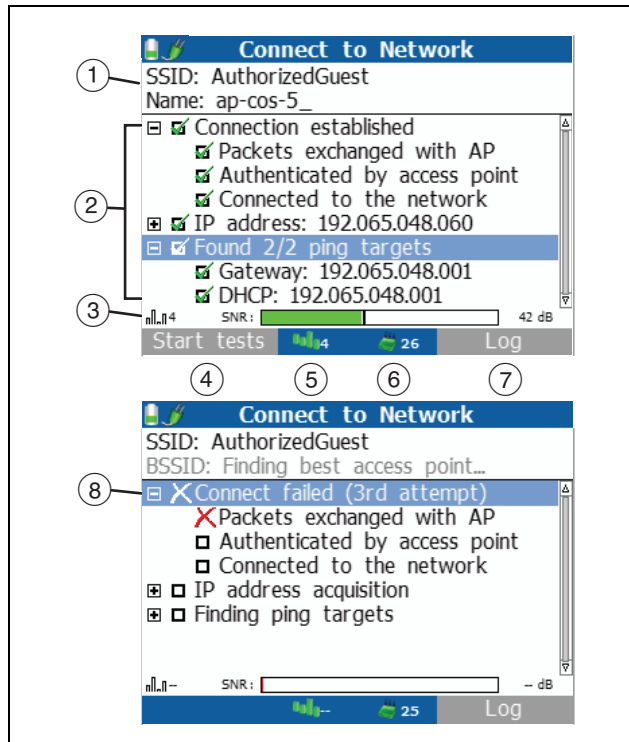 Connect to Network
① SSID: AuthorizedGuest
Name: ap-cos-5_
② Connection established
Packets exchanged with AP
Authenticated by access point
Connected to the network
IP address: 192.065.048.060
Found 2/2 ping targets
Gateway: 192.065.048.001
DHCP: 192.065.048.001
③ 4 SNR: 42 dB
Start tests 4 26 Log
④ ⑤ ⑥ ⑦
Connect to Network
SSID: AuthorizedGuest
BSSID: Finding best access point...
⑧ Connect failed (3rd attempt)
Packets exchanged with AP
Authenticated by access point
Connected to the network
IP address acquisition
Finding ping targets
-- SNR: -- dB
-- 25 Log